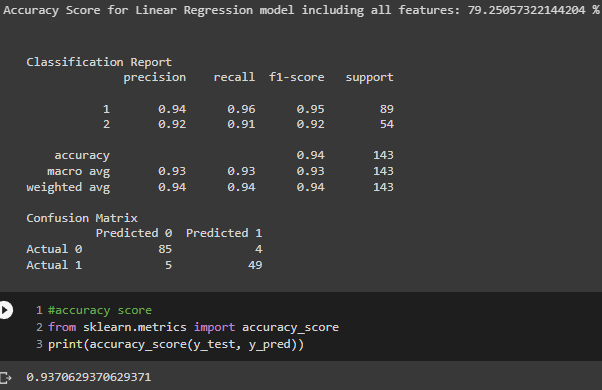 Accuracy Score for Linear Regression model including all features: 79.25057322144204 %
Classification Report
precision recall f1-score support
1 0.94 0.96 0.95 89
2 0.92 0.91 0.92 54
accuracy 0.94 143
macro avg 0.93 0.93 0.93 143
weighted avg 0.94 0.94 0.94 143
Confusion Matrix
Predicted 0 Predicted 1
Actual 0 85 4
Actual 1 5 49
1 #accuracy score
2 from sklearn.metrics import accuracy_score
3 print(accuracy_score(y_test, y_pred))
0.9370629370629371